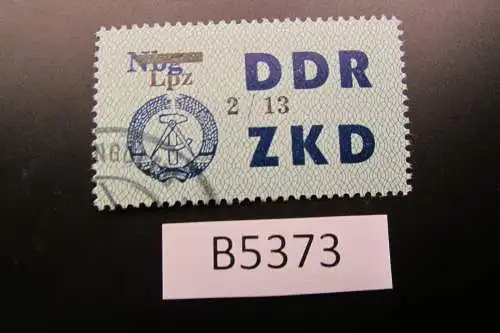 Nbg
Lpz
DDR
2 / 13
ZKD
B5373